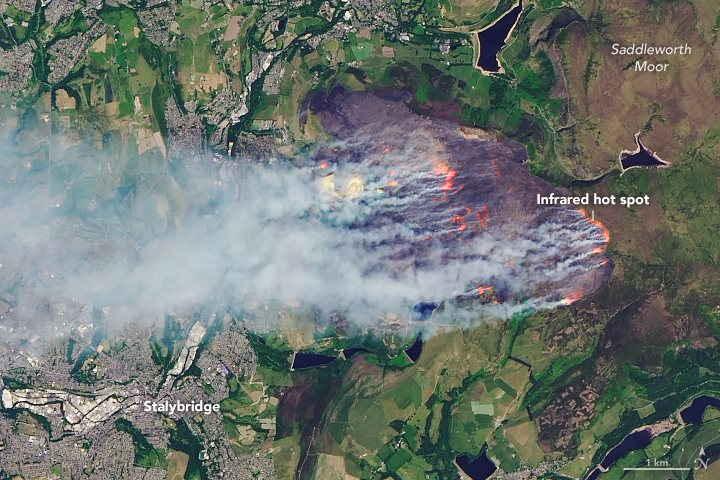 Saddleworth
Moor
Infrared hot spot
Stalybridge
1 km
N